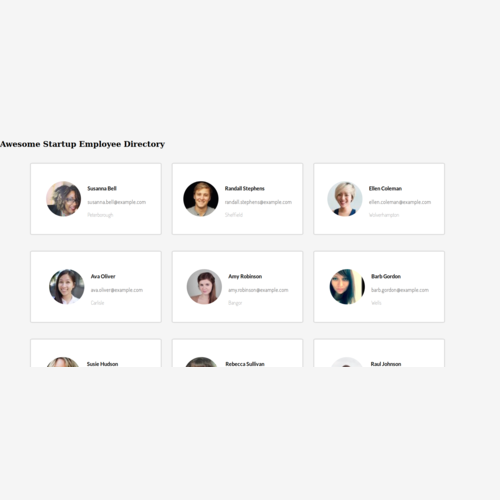 Awesome Startup Employee Directory
Susanna Bell
susanna.bell@example.com
Peterborough
Randall Stephens
randall.stephens@example.com
Sheffield
Ellen Coleman
ellen.coleman@example.com
Wolverhampton
Ava Oliver
ava.oliver@example.com
Carlisle
Amy Robinson
amy.robinson@example.com
Bangor
Barb Gordon
barb.gordon@example.com
Wells
Susie Hudson
Rebecca Sullivan
Raul Johnson